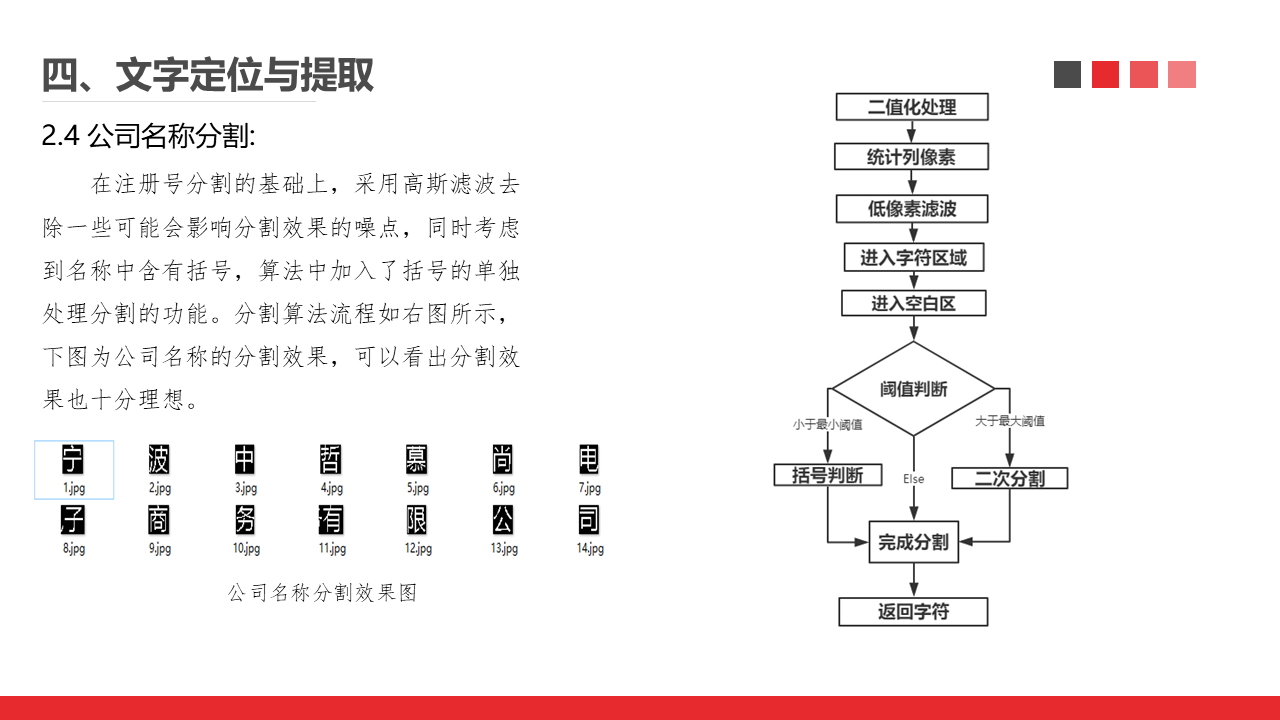 四、文字定位与提取
2.4 公司名称分割:
在注册号分割的基础上，采用高斯滤波去
除一些可能会影响分割效果的噪点，同时考虑
到名称中含有括号，算法中加入了括号的单独
处理分割的功能。分割算法流程如右图所示，
下图为公司名称的分割效果，可以看出分割效
果也十分理想。
宁 波 中 哲 慕 尚 电
1.jpg 2.jpg 3.jpg 4.jpg 5.jpg 6.jpg 7.jpg
子 商 务 有 限 公 司
8.jpg 9.jpg 10.jpg 11.jpg 12.jpg 13.jpg 14.jpg
公司名称分割效果图
二值化处理
统计列像素
低像素滤波
进入字符区域
进入空白区
阈值判断
小于最小阈值
大于最大阈值
括号判断
Else
二次分割
完成分割
返回字符